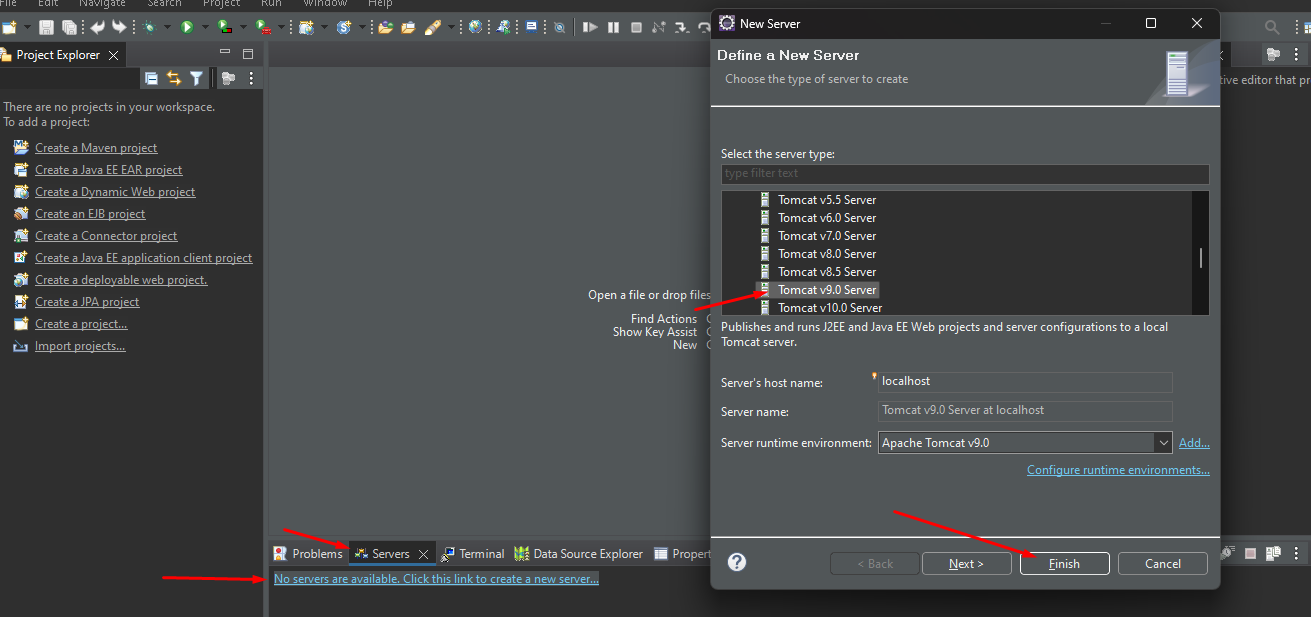 File Edit Navigate Search Project Run Window Help
Project Explorer
There are no projects in your workspace.
To add a project:
Create a Maven project
Create a Java EE EAR project
Create a Dynamic Web project
Create an EJB project
Create a Connector project
Create a Java EE application client project
Create a deployable web project.
Create a JPA project
Create a project...
Import projects...
Open a file or drop files
Find Actions
Show Key Assist
New
tive editor that pr
Problems
Servers
Terminal
Data Source Explorer
Propert
No servers are available. Click this link to create a new server...
New Server
Define a New Server
Choose the type of server to create
Select the server type:
type filter text
Tomcat v5.5 Server
Tomcat v6.0 Server
Tomcat v7.0 Server
Tomcat v8.0 Server
Tomcat v8.5 Server
Tomcat v9.0 Server
Tomcat v10.0 Server
Publishes and runs J2EE and Java EE Web projects and server configurations to a local
Tomcat server.
Server's host name: localhost
Server name: Tomcat v9.0 Server at localhost
Server runtime environment: Apache Tomcat v9.0 Add...
Configure runtime environments...
? < Back Next > Finish Cancel